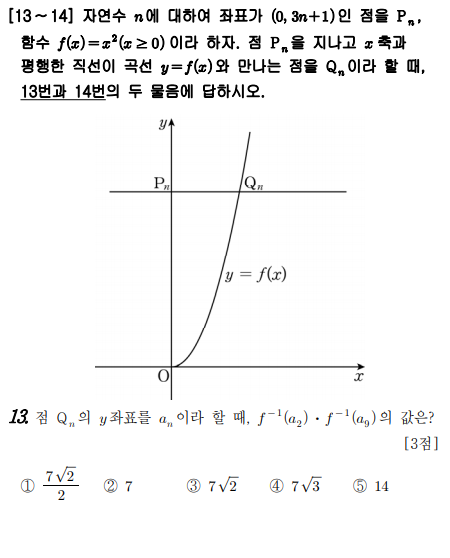 [13～14] 자연수 n에 대하여 좌표가 (0, 3n+1)인 점을 Pₙ,
함수 f(x)=x²(x≥0)이라 하자. 점 Pₙ을 지나고 x축과
평행한 직선이 곡선 y=f(x)와 만나는 점을 Qₙ이라 할 때,
13번과 14번의 두 물음에 답하시오.
y
Pₙ Qₙ
y=f(x)
O x
13. 점 Qₙ의 y좌표를 aₙ이라 할 때, f⁻¹(a₂)·f⁻¹(a₉)의 값은?
[3점]
① 7√2/2 ② 7 ③ 7√2 ④ 7√3 ⑤ 14